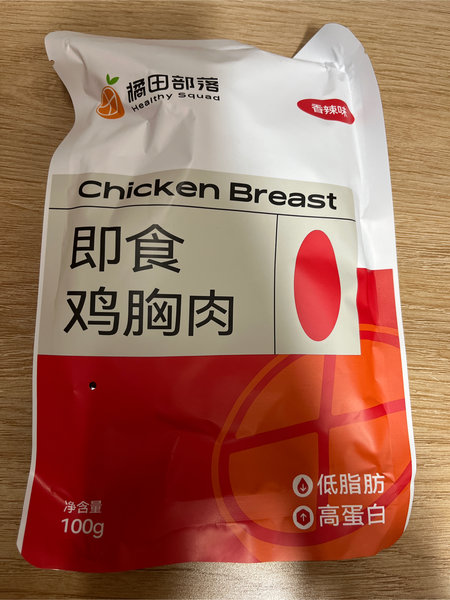 橘田部落
Healthy Squad
香辣味
Chicken Breast
即食
鸡胸肉
净含量
100g
低脂肪
高蛋白